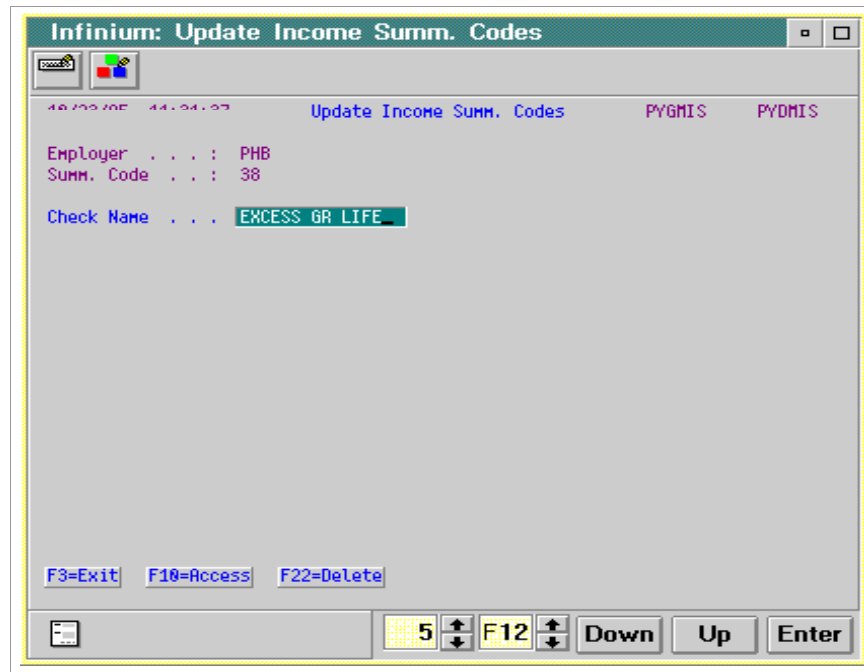 Infinium: Update Income Summ. Codes
Update Income Summ. Codes PYGMIS PYDMIS
Employer . . . : PHB
Summ. Code . . : 38
Check Name . . . EXCESS GR LIFE_
F3=Exit F10=Access F22=Delete
5 F12 Down Up Enter